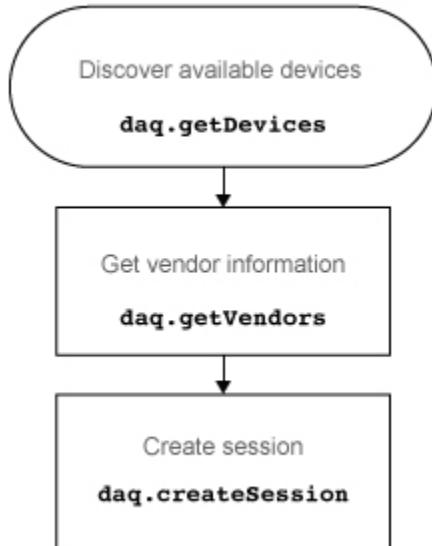 Discover available devices
daq.getDevices
Get vendor information
daq.getVendors
Create session
daq.createSession